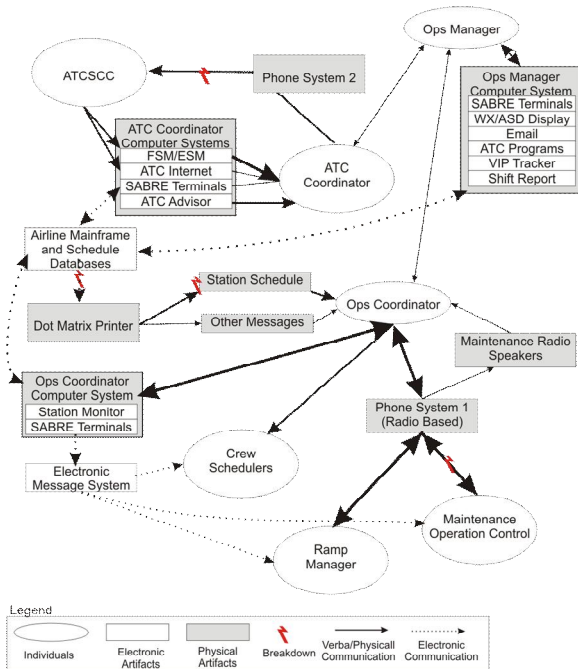 Ops Manager
ATCSCC
Phone System 2
Ops Manager
Computer System
SABRE Terminals
WX/ASD Display
Email
ATC Programs
VIP Tracker
Shift Report
ATC Coordinator
Computer Systems
FSM/ESM
ATC Internet
SABRE Terminals
ATC Advisor
ATC
Coordinator
Airline Mainframe
and Schedule
Databases
Station Schedule
Ops Coordinator
Dot Matrix Printer
Other Messages
Maintenance Radio
Speakers
Ops Coordinator
Computer System
Station Monitor
SABRE Terminals
Phone System 1
(Radio Based)
Crew
Schedulers
Electronic
Message System
Maintenance
Operation Control
Ramp
Manager
Legend
Individuals
Electronic
Artifacts
Physical
Artifacts
Breakdown
Verba/Physicall
Communication
Electronic
Communication